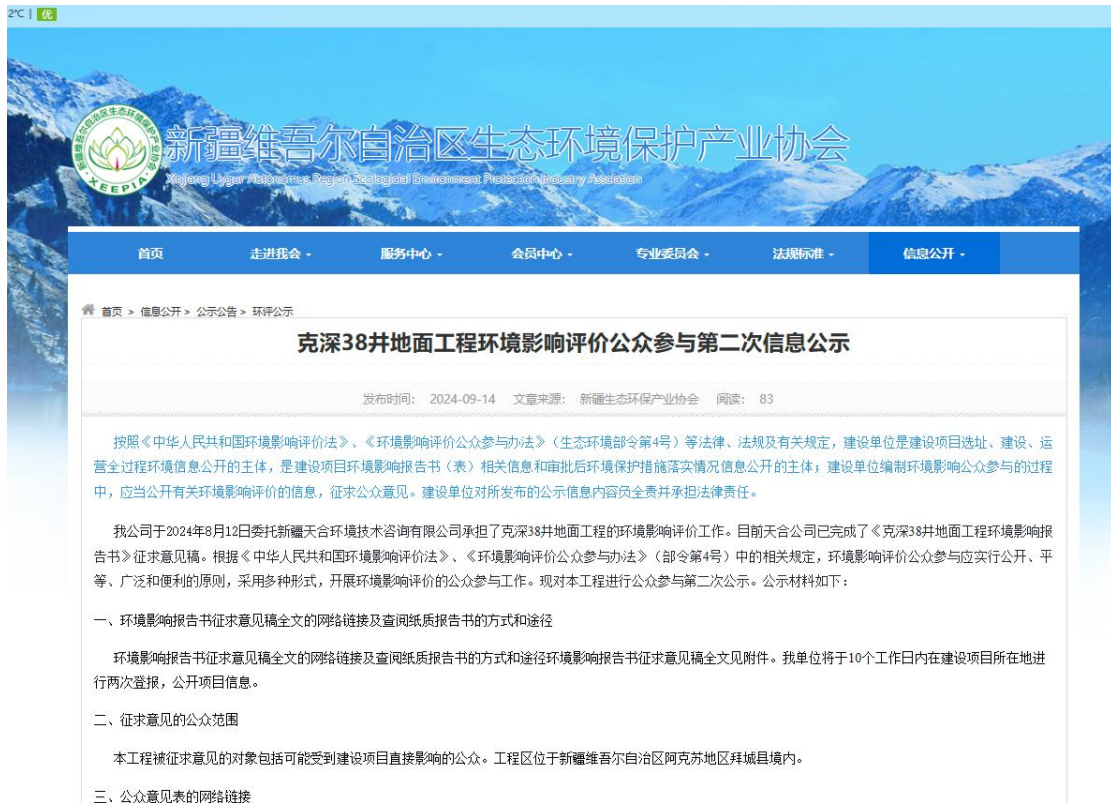 2℃ | 优
新疆维吾尔自治区生态环境保护产业协会
XEEPIA
新疆维吾尔自治区生态环境保护产业协会
Xinjiang Uygur Autonomous Region Ecological Environment Protection Industry Association
首页 走进我会 服务中心 会员中心 专业委员会 法规标准 信息公开
首页 > 信息公开 > 公示公告 > 环评公示
克深38井地面工程环境影响评价公众参与第二次信息公示
发布时间： 2024-09-14 文章来源： 新疆生态环保产业协会 阅读： 83
按照《中华人民共和国环境影响评价法》、《环境影响评价公众参与办法》（生态环境部令第4号）等法律、法规及有关规定，建设单位是建设项目选址、建设、运
营全过程环境信息公开的主体，是建设项目环境影响报告书（表）相关信息和审批后环境保护措施落实情况信息公开的主体；建设单位编制环境影响公众参与的过程
中，应当公开有关环境影响评价的信息，征求公众意见。建设单位对所发布的公示信息内容负全责并承担法律责任。
我公司于2024年8月12日委托新疆天合环境技术咨询有限公司承担了克深38井地面工程的环境影响评价工作。目前天合公司已完成了《克深38井地面工程环境影响报
告书》征求意见稿。根据《中华人民共和国环境影响评价法》、《环境影响评价公众参与办法》（部令第4号）中的相关规定，环境影响评价公众参与应实行公开、平
等、广泛和便利的原则，采用多种形式，开展环境影响评价的公众参与工作。现对本工程进行公众参与第二次公示。公示材料如下：
一、环境影响报告书征求意见稿全文的网络链接及查阅纸质报告书的方式和途径
环境影响报告书征求意见稿全文的网络链接及查阅纸质报告书的方式和途径环境影响报告书征求意见稿全文见附件。我单位将于10个工作日内在建设项目所在地进
行两次登报，公开项目信息。
二、征求意见的公众范围
本工程被征求意见的对象包括可能受到建设项目直接影响的公众。工程区位于新疆维吾尔自治区阿克苏地区拜城县境内。
三、公众意见表的网络链接